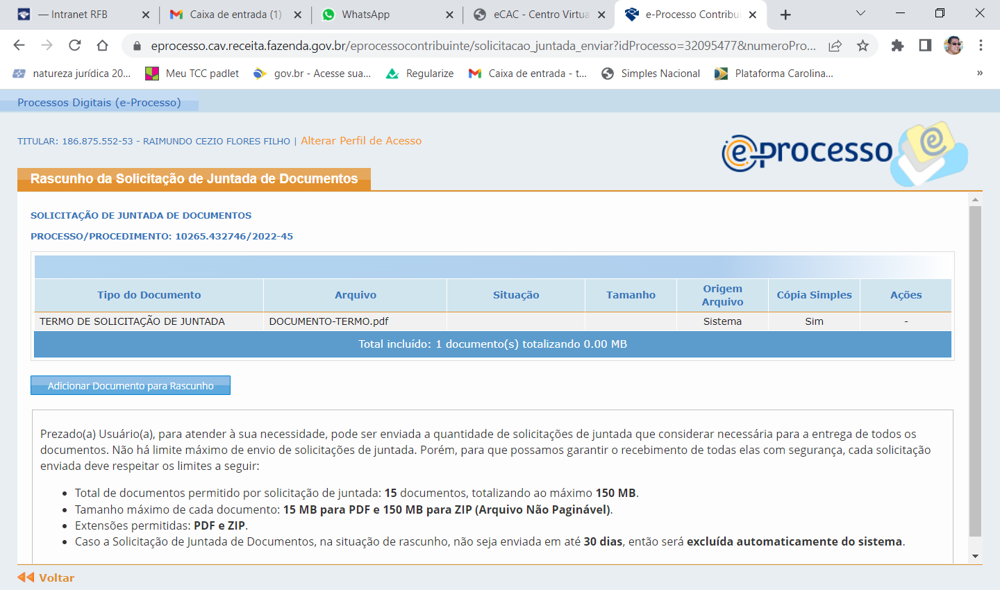 — Intranet RFB
Caixa de entrada (1)
WhatsApp
eCAC - Centro Virtua
e-Processo Contribui
eprocesso.cav.receita.fazenda.gov.br/eprocessocontribuinte/solicitacao_juntada_enviar?idProcesso=32095477&numeroPro...
natureza jurídica 20...
Meu TCC padlet
gov.br - Acesse sua...
Regularize
Caixa de entrada - t...
Simples Nacional
Plataforma Carolina...
»
Processos Digitais (e-Processo)
TITULAR: 186.875.552-53 - RAIMUNDO CEZIO FLORES FILHO | Alterar Perfil de Acesso
e-processo
Rascunho da Solicitação de Juntada de Documentos
SOLICITAÇÃO DE JUNTADA DE DOCUMENTOS
PROCESSO/PROCEDIMENTO: 10265.432746/2022-45
Tipo do Documento Arquivo Situação Tamanho Origem Arquivo Cópia Simples Ações
TERMO DE SOLICITAÇÃO DE JUNTADA DOCUMENTO-TERMO.pdf Sistema Sim -
Total incluído: 1 documento(s) totalizando 0.00 MB
Adicionar Documento para Rascunho
Prezado(a) Usuário(a), para atender à sua necessidade, pode ser enviada a quantidade de solicitações de juntada que considerar necessária para a entrega de todos os
documentos. Não há limite máximo de envio de solicitações de juntada. Porém, para que possamos garantir o recebimento de todas elas com segurança, cada solicitação
enviada deve respeitar os limites a seguir:
• Total de documentos permitido por solicitação de juntada: 15 documentos, totalizando ao máximo 150 MB.
• Tamanho máximo de cada documento: 15 MB para PDF e 150 MB para ZIP (Arquivo Não Paginável).
• Extensões permitidas: PDF e ZIP.
• Caso a Solicitação de Juntada de Documentos, na situação de rascunho, não seja enviada em até 30 dias, então será excluída automaticamente do sistema.
Voltar